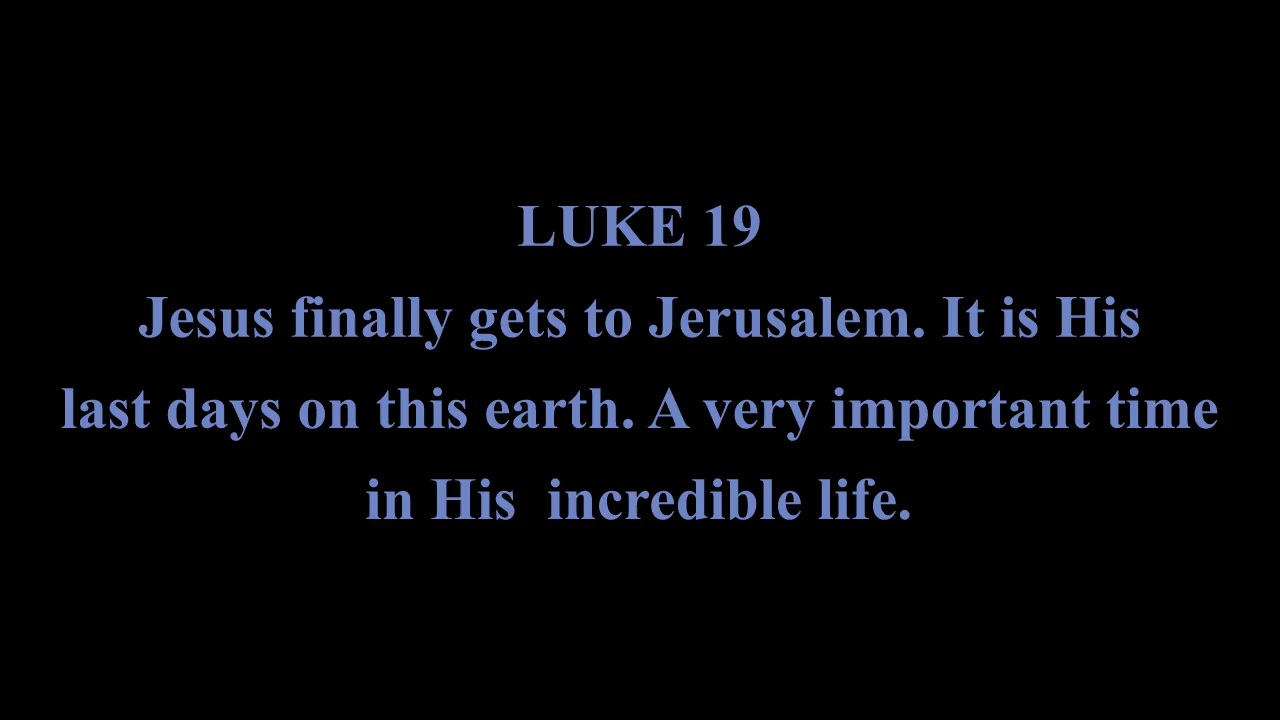 LUKE 19
Jesus finally gets to Jerusalem. It is His
last days on this earth. A very important time
in His  incredible life.